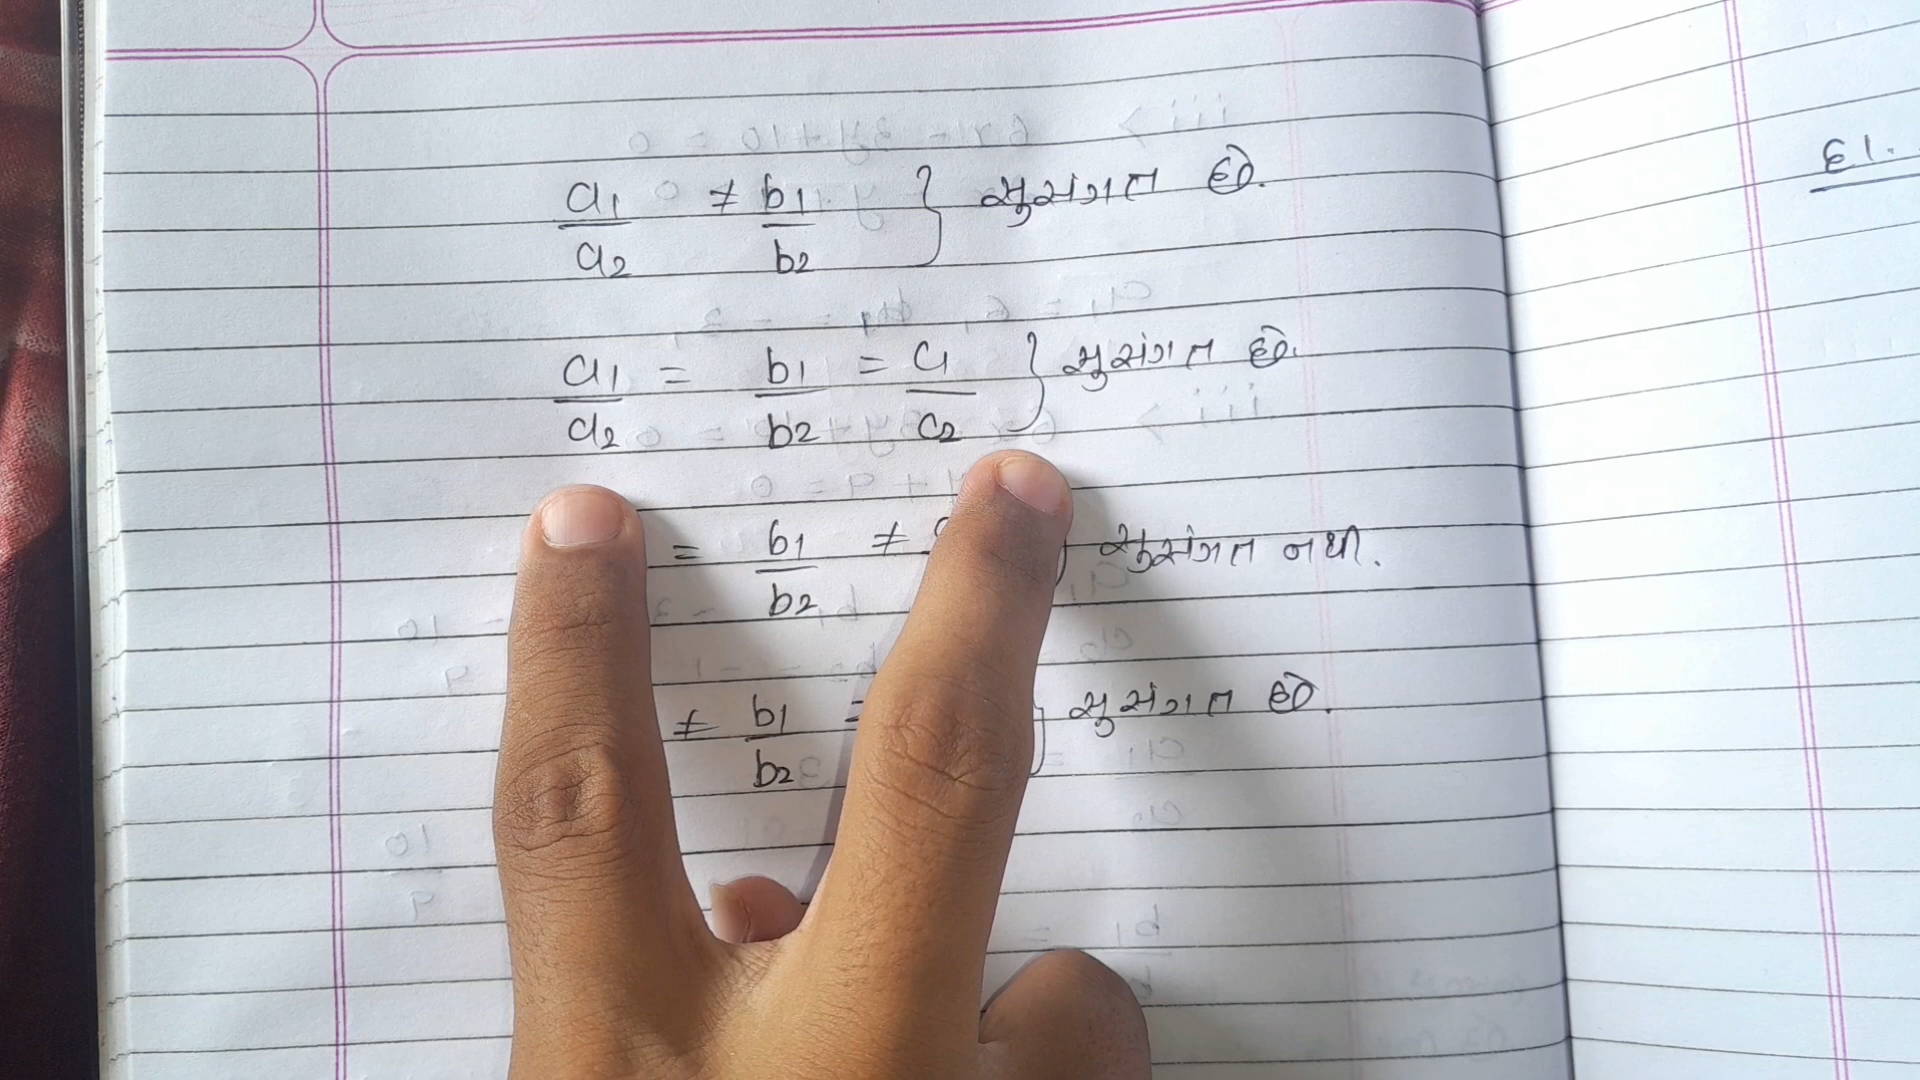 a1 ≠ b1 } સુસંગત છે.
a2 b2
a1 = b1 = c1 } સુસંગત છે.
a2 b2 c2
= b1 ≠ સુસંગત નથી.
b2
≠ b1 = } સુસંગત છે.
b2
દા.